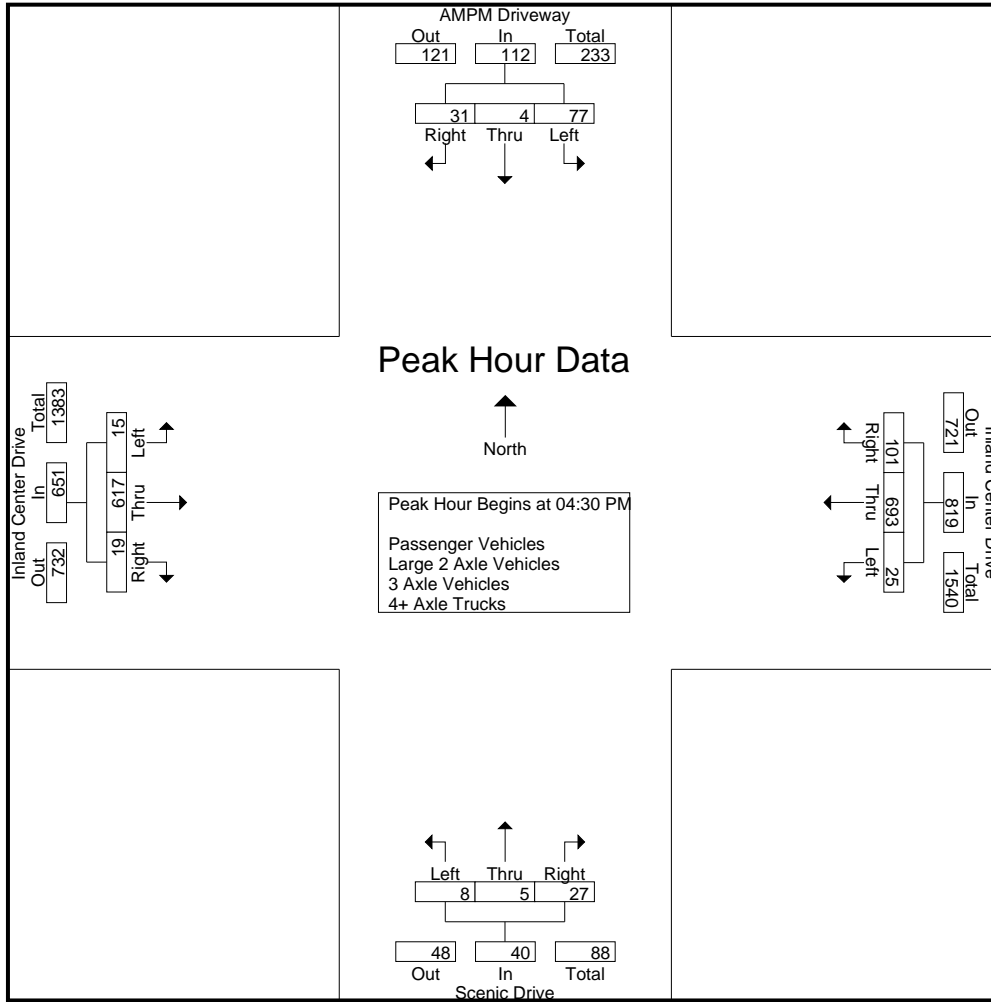 AMPM Driveway
Out In Total
121 112 233
31 4 77
Right Thru Left
Peak Hour Data
North
Peak Hour Begins at 04:30 PM
Passenger Vehicles
Large 2 Axle Vehicles
3 Axle Vehicles
4+ Axle Trucks
Inland Center Drive
Out In Total
732 651 1383
15 617 19
Left Thru Right
Inland Center Drive
Out In Total
721 819 1540
101 693 25
Right Thru Left
Left Thru Right
8 5 27
48 40 88
Out In Total
Scenic Drive